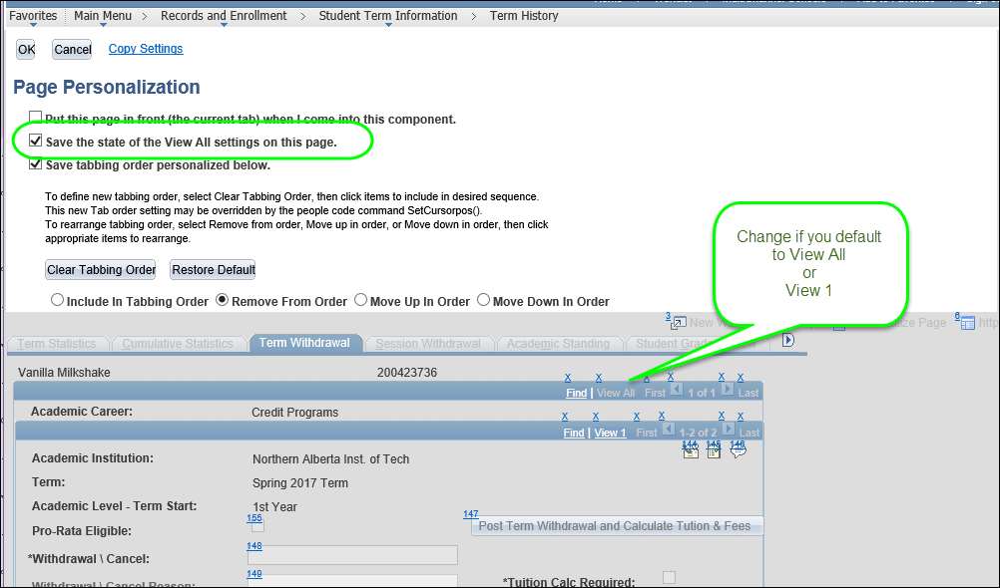 Favorites Main Menu > Records and Enrollment > Student Term Information > Term History
OK Cancel Copy Settings
Page Personalization
Put this page in front (the current tab) when I come into this component.
Save the state of the View All settings on this page.
Save tabbing order personalized below.
To define new tabbing order, select Clear Tabbing Order, then click items to include in desired sequence.
This new Tab order setting may be overridden by the people code command SetCursorpos().
To rearrange tabbing order, select Remove from order, Move up in order, or Move down in order, then click
appropriate items to rearrange.
Change if you default
to View All
or
View 1
Clear Tabbing Order Restore Default
Include In Tabbing Order Remove From Order Move Up In Order Move Down In Order
3 New Page 6 http
Term Statistics Cumulative Statistics Term Withdrawal Session Withdrawal Academic Standing Student
Vanilla Milkshake 200423736
X X X X X X
Find | View All First 1 of 1 Last
Academic Career: Credit Programs
X X X X X X
Find | View 1 First 1-2 of 2 Last
144 145 146
Academic Institution: Northern Alberta Inst. of Tech
Term: Spring 2017 Term
Academic Level - Term Start: 1st Year
155
Pro-Rata Eligible:
147
Post Term Withdrawal and Calculate Tution & Fees
148
*Withdrawal \ Cancel:
149
Withdrawal \ Cancel Reason:
*Tuition Calc Required: